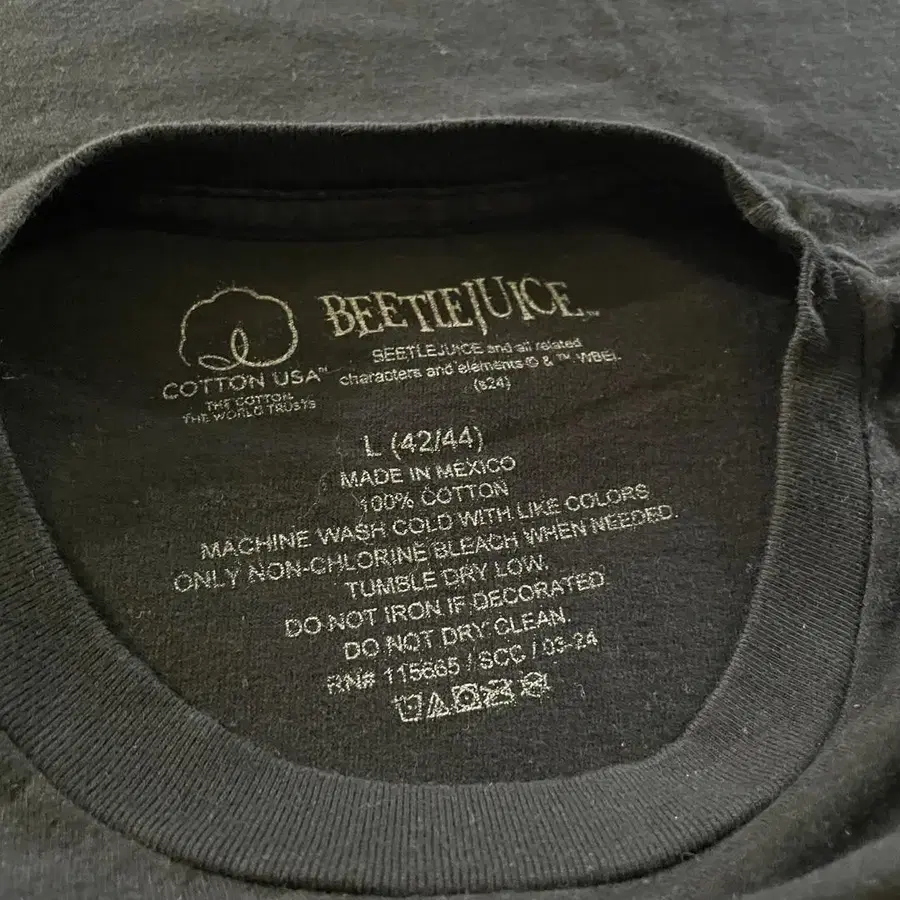 BEETLEJUICE™
BEETLEJUICE and all related
characters and elements © & ™ WBEI.
(s24)
COTTON USA™
THE COTTON
THE WORLD TRUSTS
L (42/44)
MADE IN MEXICO
100% COTTON
MACHINE WASH COLD WITH LIKE COLORS
ONLY NON-CHLORINE BLEACH WHEN NEEDED.
TUMBLE DRY LOW.
DO NOT IRON IF DECORATED.
DO NOT DRY CLEAN.
RN# 115665 / SCC / 03-24